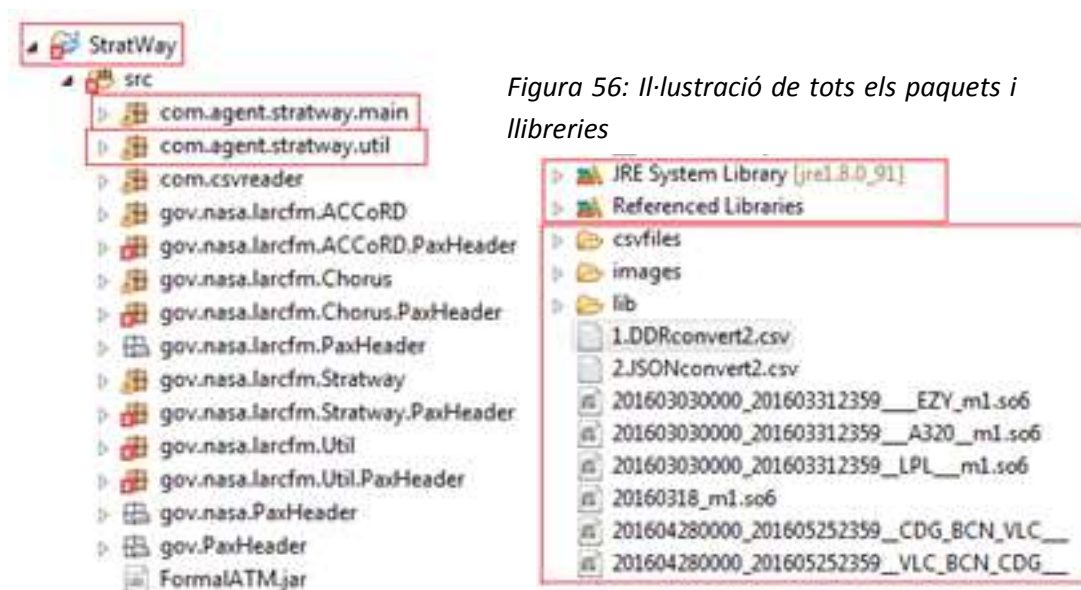 StratWay
src
com.agent.stratway.main
com.agent.stratway.util
com.csvreader
gov.nasa.larcfm.ACCoRD
gov.nasa.larcfm.ACCoRD.PaxHeader
gov.nasa.larcfm.Chorus
gov.nasa.larcfm.Chorus.PaxHeader
gov.nasa.larcfm.PaxHeader
gov.nasa.larcfm.Stratway
gov.nasa.larcfm.Stratway.PaxHeader
gov.nasa.larcfm.Util
gov.nasa.larcfm.Util.PaxHeader
gov.nasa.PaxHeader
gov.PaxHeader
FormalATM.jar
Figura 56: Il·lustració de tots els paquets i
llibreries
JRE System Library [jre1.8.0_91]
Referenced Libraries
csvfiles
images
lib
1.DDRconvert2.csv
2.JSONconvert2.csv
201603030000_201603312359___EZY_m1.so6
201603030000_201603312359__A320__m1.so6
201603030000_201603312359__LPL___m1.so6
20160318_m1.so6
201604280000_201605252359__CDG_BCN_VLC__
201604280000_201605252359__VLC_BCN_CDG__